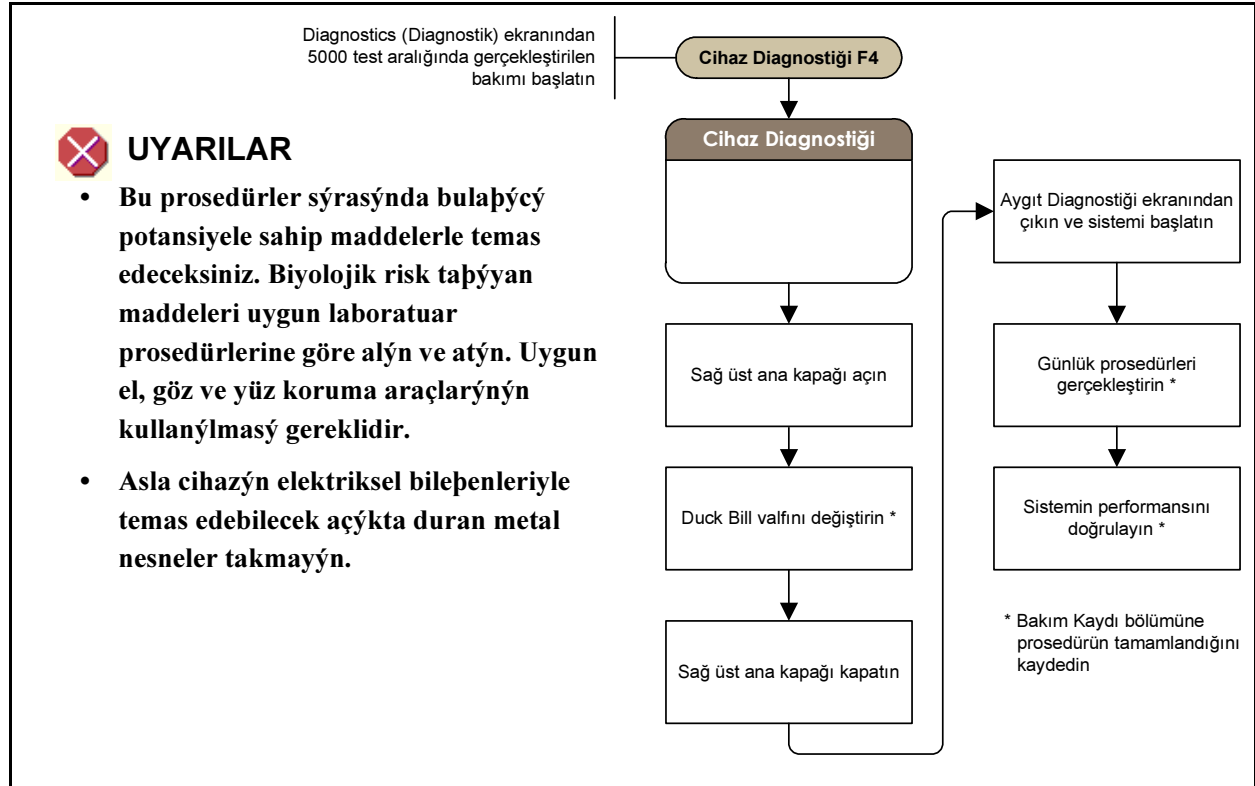 Diagnostics (Diagnostik) ekranından
5000 test aralığında gerçekleştirilen
bakımı başlatın
Cihaz Diagnostiği F4
Cihaz Diagnostiği
UYARILAR
• Bu prosedürler sýrasýnda bulaþýcý
potansiyele sahip maddelerle temas
edeceksiniz. Biyolojik risk taþýyan
maddeleri uygun laboratuar
prosedürlerine göre alýn ve atýn. Uygun
el, göz ve yüz koruma araçlarýnýn
kullanýlmasý gereklidir.
• Asla cihazýn elektriksel bileþenleriyle
temas edebilecek açýkta duran metal
nesneler takmayýn.
Sağ üst ana kapağı açın
Duck Bill valfını değiştirin *
Sağ üst ana kapağı kapatın
Aygıt Diagnostiği ekranından
çıkın ve sistemi başlatın
Günlük prosedürleri
gerçekleştirin *
Sistemin performansını
doğrulayın *
* Bakım Kaydı bölümüne
prosedürün tamamlandığını
kaydedin